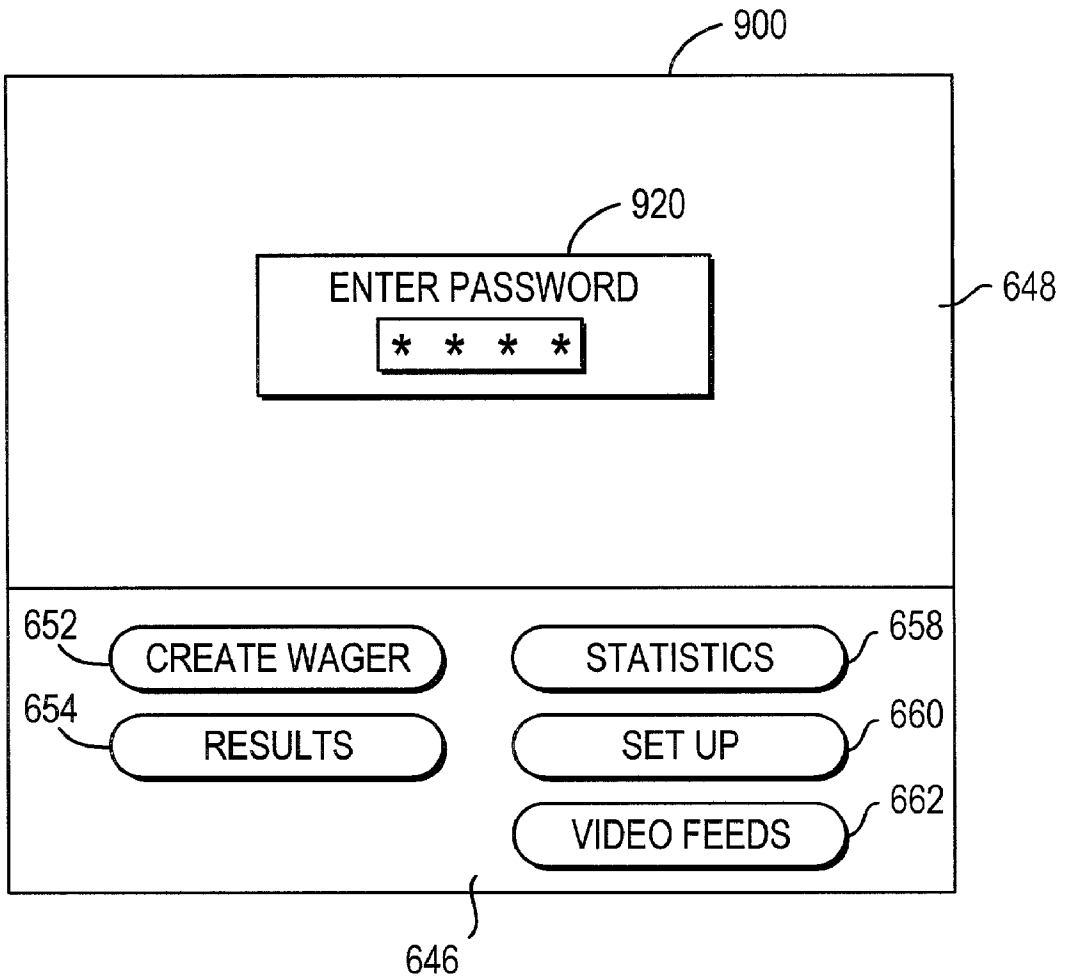 900
920
ENTER PASSWORD
648
* * * *
652
CREATE WAGER
STATISTICS
658
654
RESULTS
SET UP
660
VIDEO FEEDS
662
646